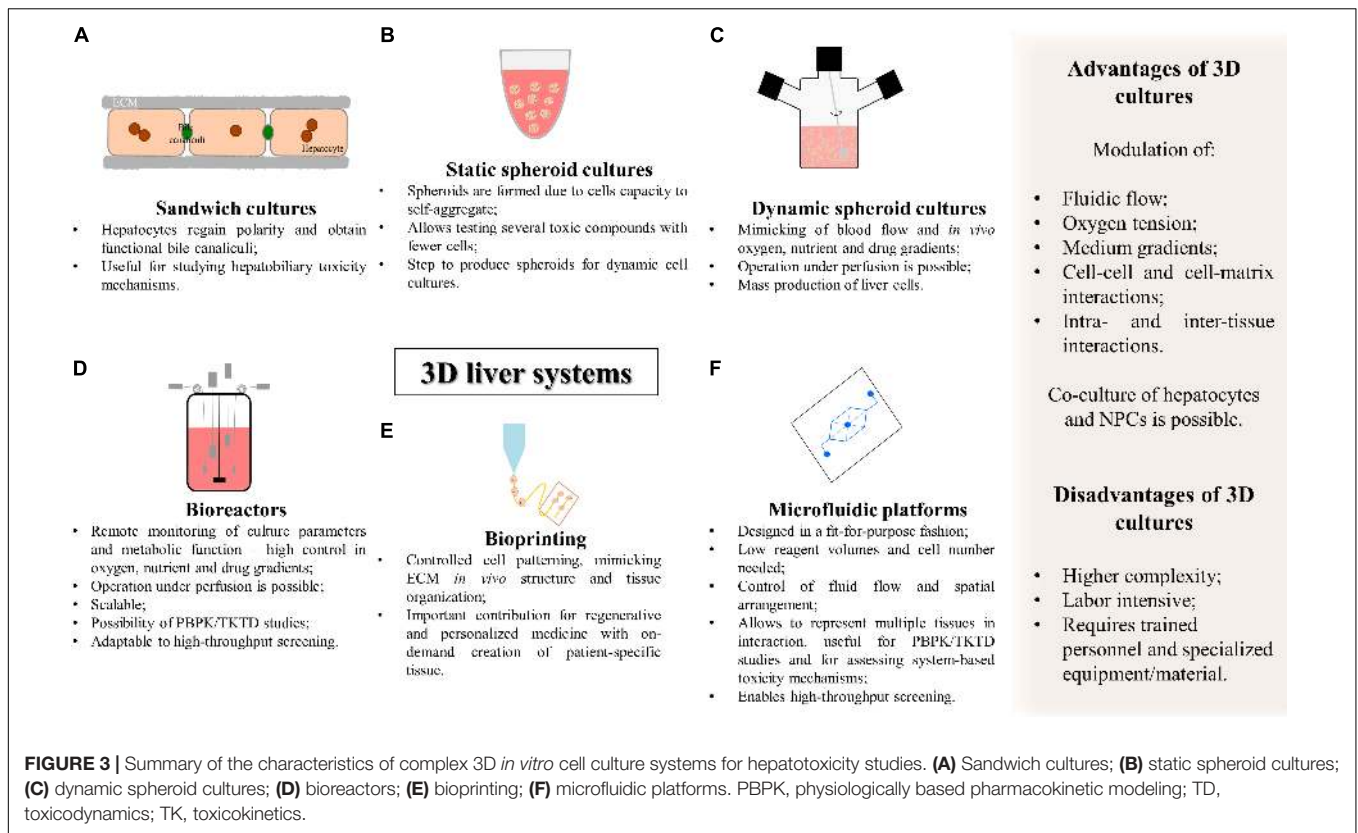 A
ECM
Bile
canaliculi
Hepatocyte
Sandwich cultures
• Hepatocytes regain polarity and obtain
functional bile canaliculi;
• Useful for studying hepatobiliary toxicity
mechanisms.
B
Static spheroid cultures
• Spheroids are formed due to cells capacity to
self-aggregate;
• Allows testing several toxic compounds with
fewer cells;
• Step to produce spheroids for dynamic cell
cultures.
C
Dynamic spheroid cultures
• Mimicking of blood flow and in vivo
oxygen, nutrient and drug gradients;
• Operation under perfusion is possible;
• Mass production of liver cells.
D
Bioreactors
• Remote monitoring of culture parameters
and metabolic function – high control in
oxygen, nutrient and drug gradients;
• Operation under perfusion is possible;
• Scalable;
• Possibility of PBPK/TKTD studies;
• Adaptable to high-throughput screening.
3D liver systems
E
Bioprinting
• Controlled cell patterning, mimicking
ECM in vivo structure and tissue
organization;
• Important contribution for regenerative
and personalized medicine with on-
demand creation of patient-specific
tissue.
F
Microfluidic platforms
• Designed in a fit-for-purpose fashion;
• Low reagent volumes and cell number
needed;
• Control of fluid flow and spatial
arrangement;
• Allows to represent multiple tissues in
interaction, useful for PBPK/TKTD
studies and for assessing system-based
toxicity mechanisms;
• Enables high-throughput screening.
Advantages of 3D
cultures
Modulation of:
• Fluidic flow;
• Oxygen tension;
• Medium gradients;
• Cell-cell and cell-matrix
interactions;
• Intra- and inter-tissue
interactions.
Co-culture of hepatocytes
and NPCs is possible.
Disadvantages of 3D
cultures
• Higher complexity;
• Labor intensive;
• Requires trained
personnel and specialized
equipment/material.
FIGURE 3 | Summary of the characteristics of complex 3D in vitro cell culture systems for hepatotoxicity studies. (A) Sandwich cultures; (B) static spheroid cultures;
(C) dynamic spheroid cultures; (D) bioreactors; (E) bioprinting; (F) microfluidic platforms. PBPK, physiologically based pharmacokinetic modeling; TD,
toxicodynamics; TK, toxicokinetics.